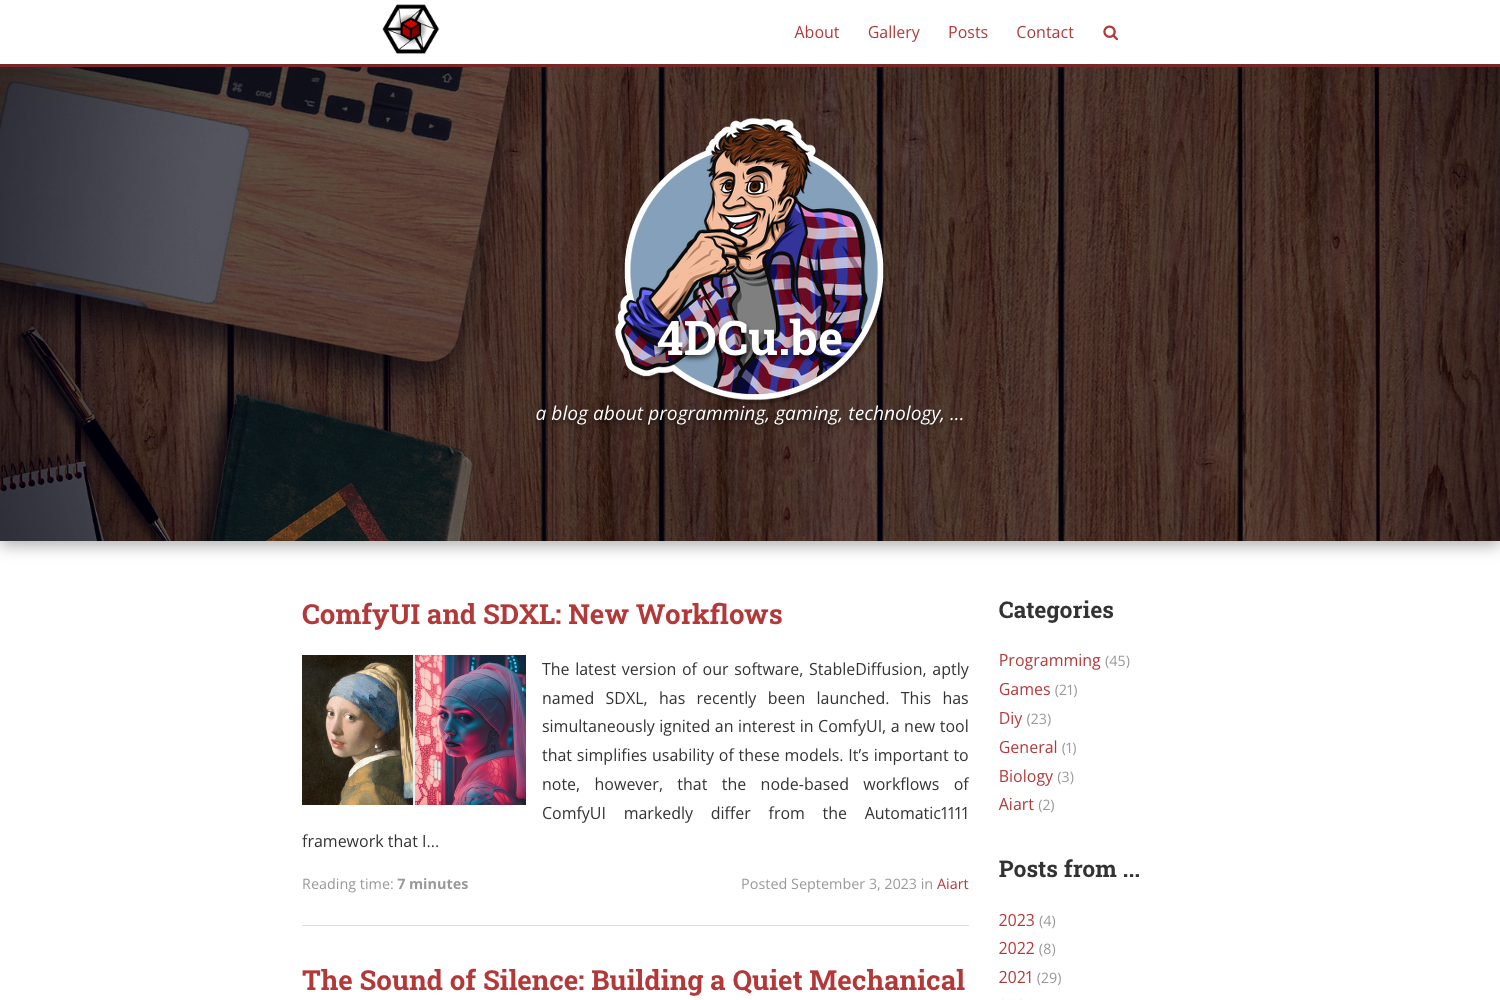 About Gallery Posts Contact
cmd
4DCu.be
a blog about programming, gaming, technology, ...
ComfyUI and SDXL: New Workflows
The latest version of our software, StableDiffusion, aptly
named SDXL, has recently been launched. This has
simultaneously ignited an interest in ComfyUI, a new tool
that simplifies usability of these models. It’s important to
note, however, that the node-based workflows of
ComfyUI markedly differ from the Automatic1111
framework that I...
Reading time: 7 minutes
Posted September 3, 2023 in Aiart
The Sound of Silence: Building a Quiet Mechanical
Categories
Programming (45)
Games (21)
Diy (23)
General (1)
Biology (3)
Aiart (2)
Posts from ...
2023 (4)
2022 (8)
2021 (29)